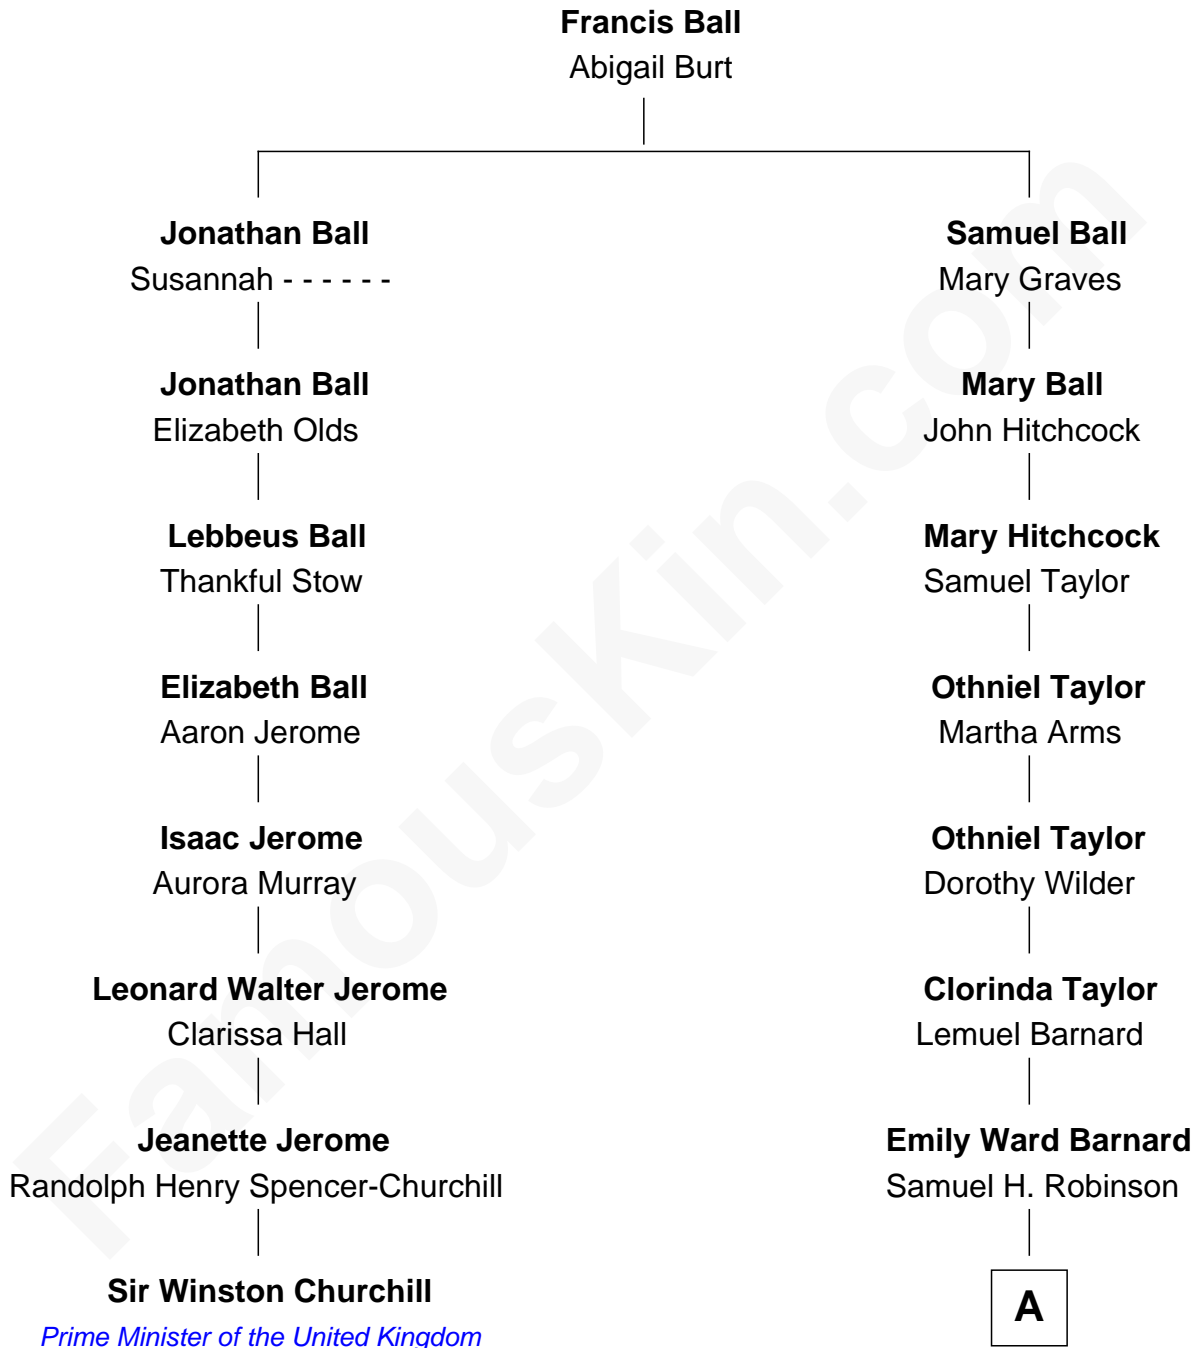 Francis Ball
Abigail Burt
Jonathan Ball
Susannah - - - - - -
Samuel Ball
Mary Graves
Jonathan Ball
Elizabeth Olds
Mary Ball
John Hitchcock
Lebbeus Ball
Thankful Stow
Mary Hitchcock
Samuel Taylor
Elizabeth Ball
Aaron Jerome
Othniel Taylor
Martha Arms
Isaac Jerome
Aurora Murray
Othniel Taylor
Dorothy Wilder
Leonard Walter Jerome
Clarissa Hall
Clorinda Taylor
Lemuel Barnard
Jeanette Jerome
Randolph Henry Spencer-Churchill
Emily Ward Barnard
Samuel H. Robinson
Sir Winston Churchill
Prime Minister of the United Kingdom
A
FamousKin.com